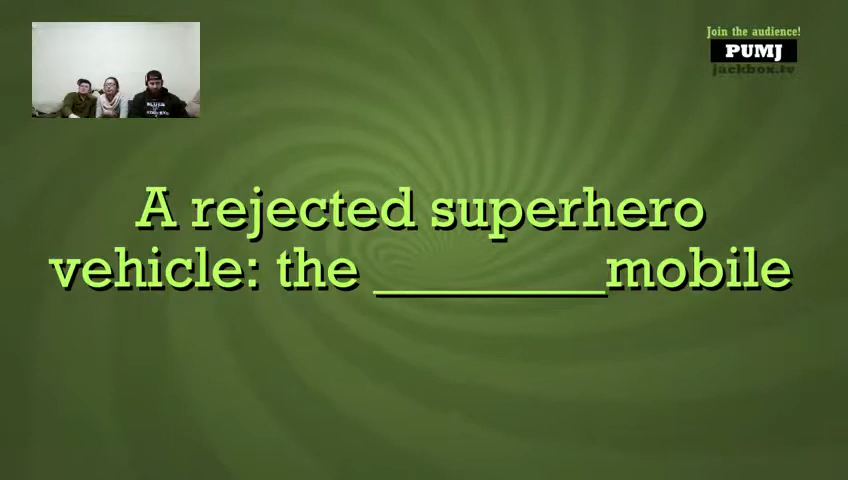 Join the audience!
PUMJ
jackbox.tv
A rejected superhero
vehicle: the ________mobile